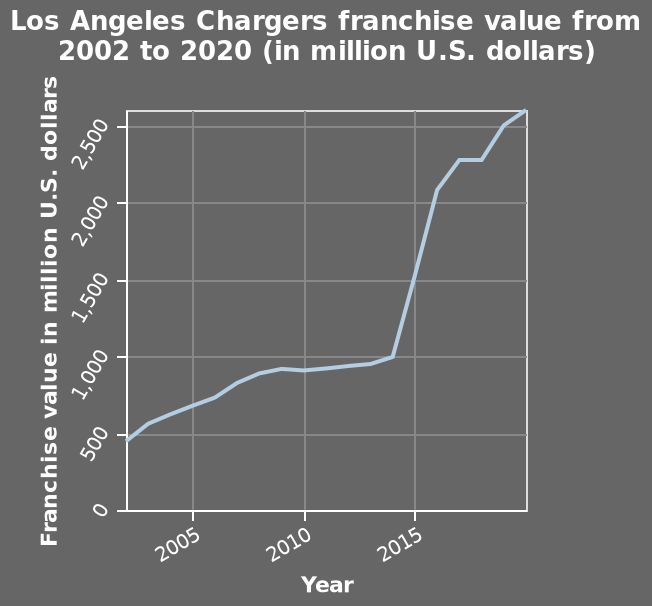 Los Angeles Chargers franchise value from
2002 to 2020 (in million U.S. dollars)
Franchise value in million U.S. dollars
2,500
2,000
1,500
1,000
500
0
2005
2010
2015
Year